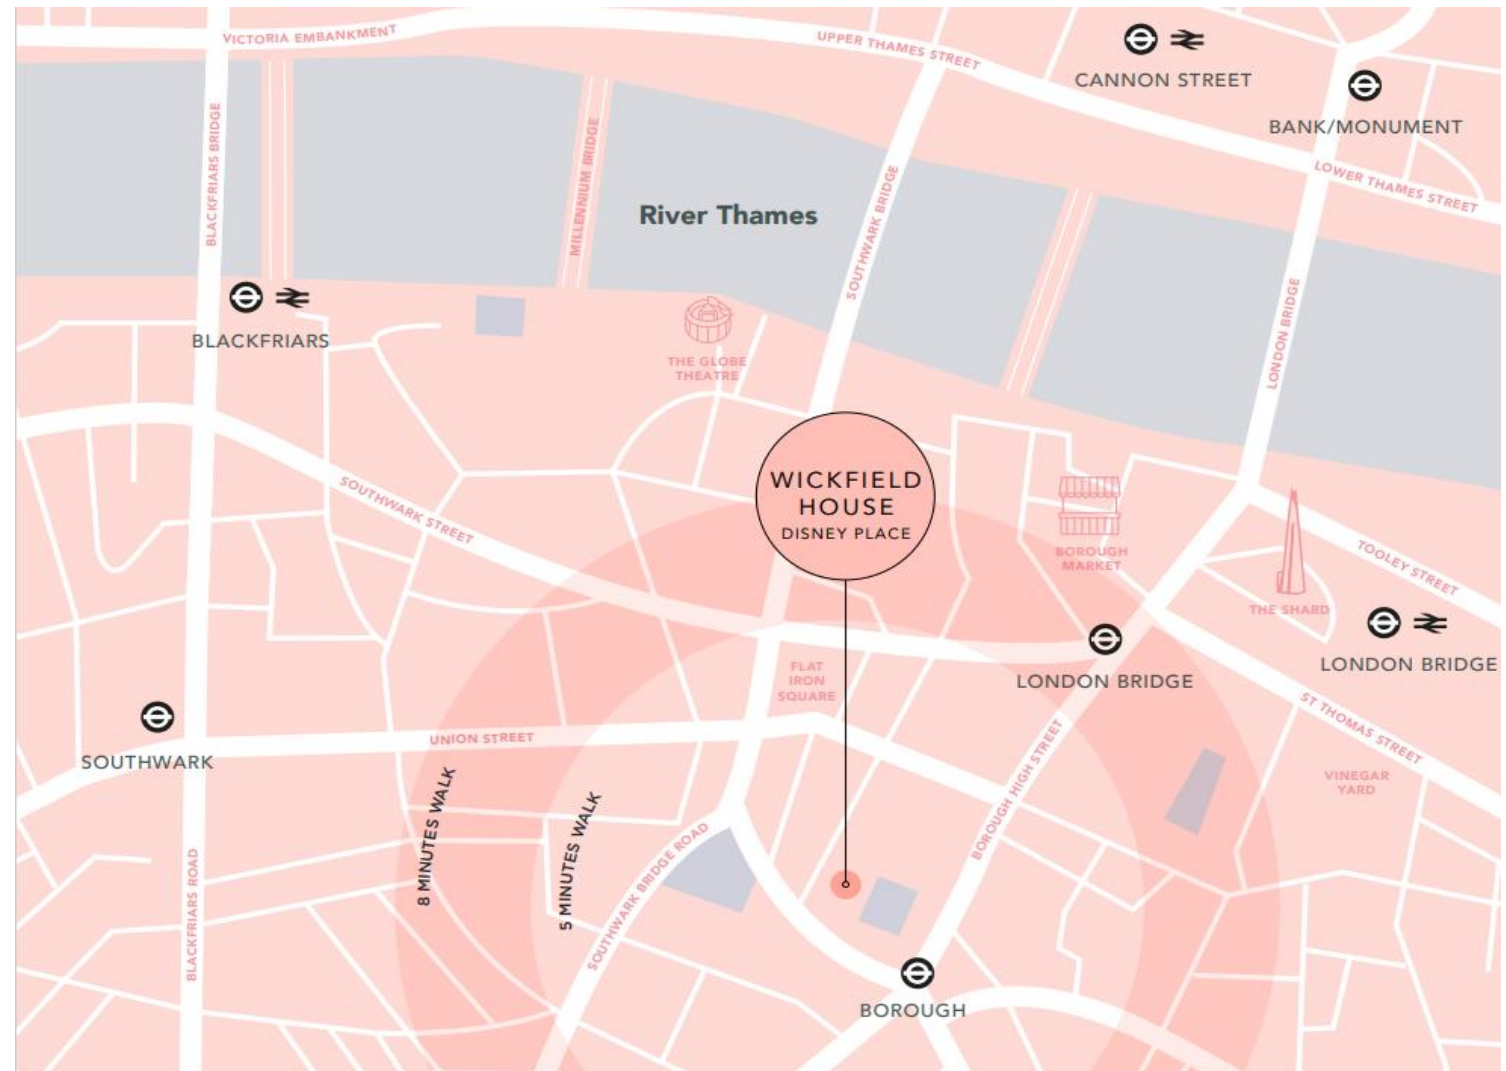 VICTORIA EMBANKMENT
UPPER THAMES STREET
CANNON STREET
BANK/MONUMENT
LOWER THAMES STREET
BLACKFRIARS BRIDGE
MILLENNIUM BRIDGE
River Thames
SOUTHWARK BRIDGE
LONDON BRIDGE
BLACKFRIARS
THE GLOBE
THEATRE
WICKFIELD
HOUSE
DISNEY PLACE
SOUTHWARK STREET
BOROUGH
MARKET
THE SHARD
TOOLEY STREET
LONDON BRIDGE
LONDON BRIDGE
FLAT
IRON
SQUARE
ST THOMAS STREET
SOUTHWARK
UNION STREET
BOROUGH HIGH STREET
VINEGAR
YARD
8 MINUTES WALK
5 MINUTES WALK
SOUTHWARK BRIDGE ROAD
BLACKFRIARS ROAD
BOROUGH